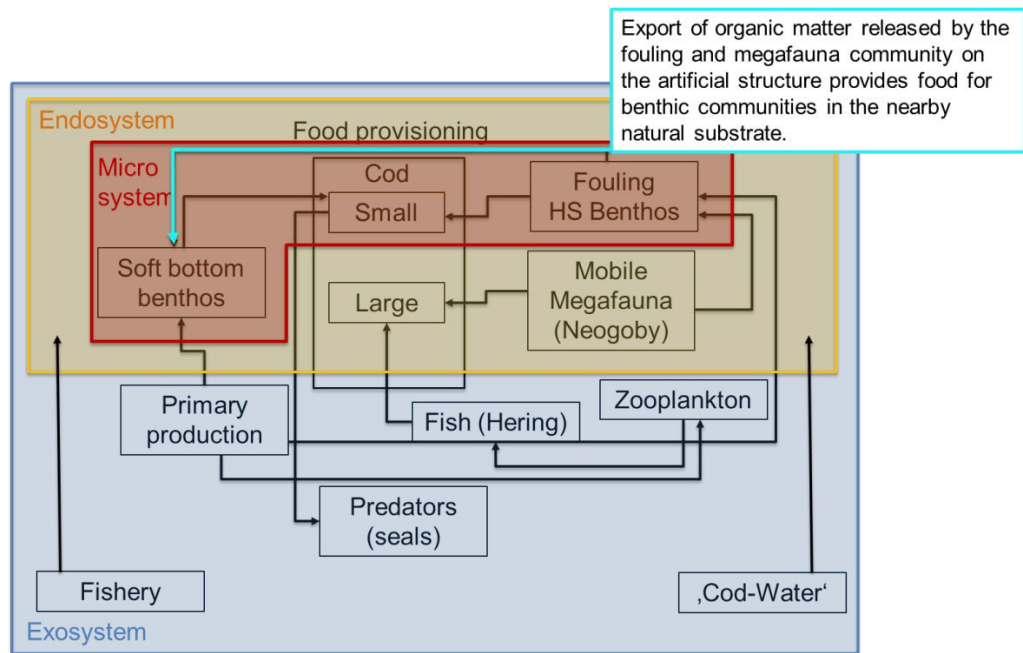 Export of organic matter released by the
fouling and megafauna community on
the artificial structure provides food for
benthic communities in the nearby
natural substrate.
Endosystem
Food provisioning
Micro
system
Cod
Small
Fouling
HS Benthos
Soft bottom
benthos
Large
Mobile
Megafauna
(Neogoby)
Primary
production
Fish (Hering)
Zooplankton
Predators
(seals)
Fishery
‚Cod-Water‘
Exosystem